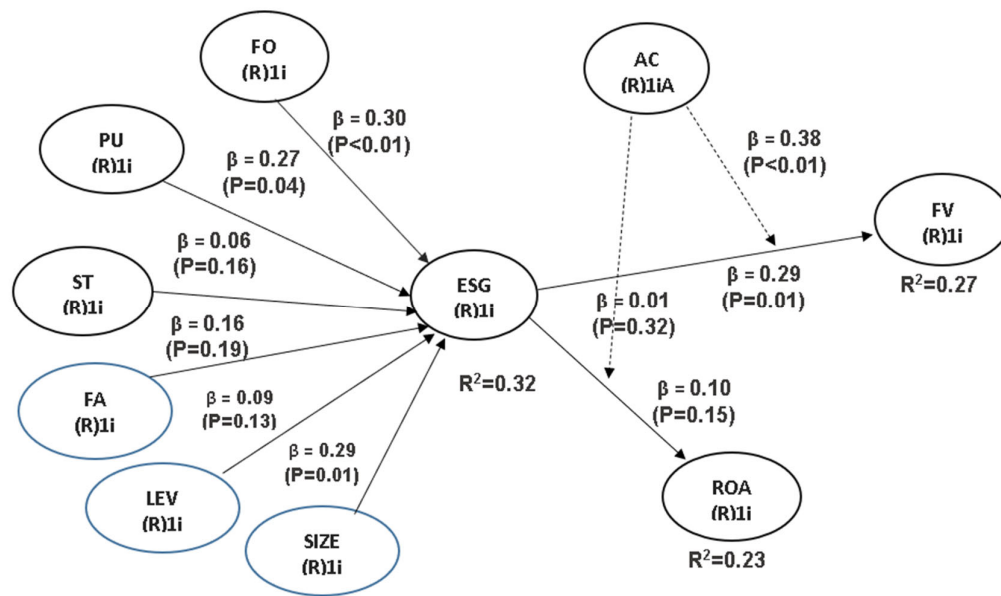 FO
(R)1i
AC
(R)1iA
PU
(R)1i
β = 0.30
(P<0.01)
β = 0.38
(P<0.01)
β = 0.27
(P=0.04)
FV
(R)1i
β = 0.06
(P=0.16)
ST
(R)1i
ESG
(R)1i
β = 0.29
(P=0.01)
R²=0.27
β = 0.01
(P=0.32)
β = 0.16
(P=0.19)
R²=0.32
FA
(R)1i
β = 0.09
(P=0.13)
β = 0.10
(P=0.15)
β = 0.29
(P=0.01)
LEV
(R)1i
ROA
(R)1i
SIZE
(R)1i
R²=0.23